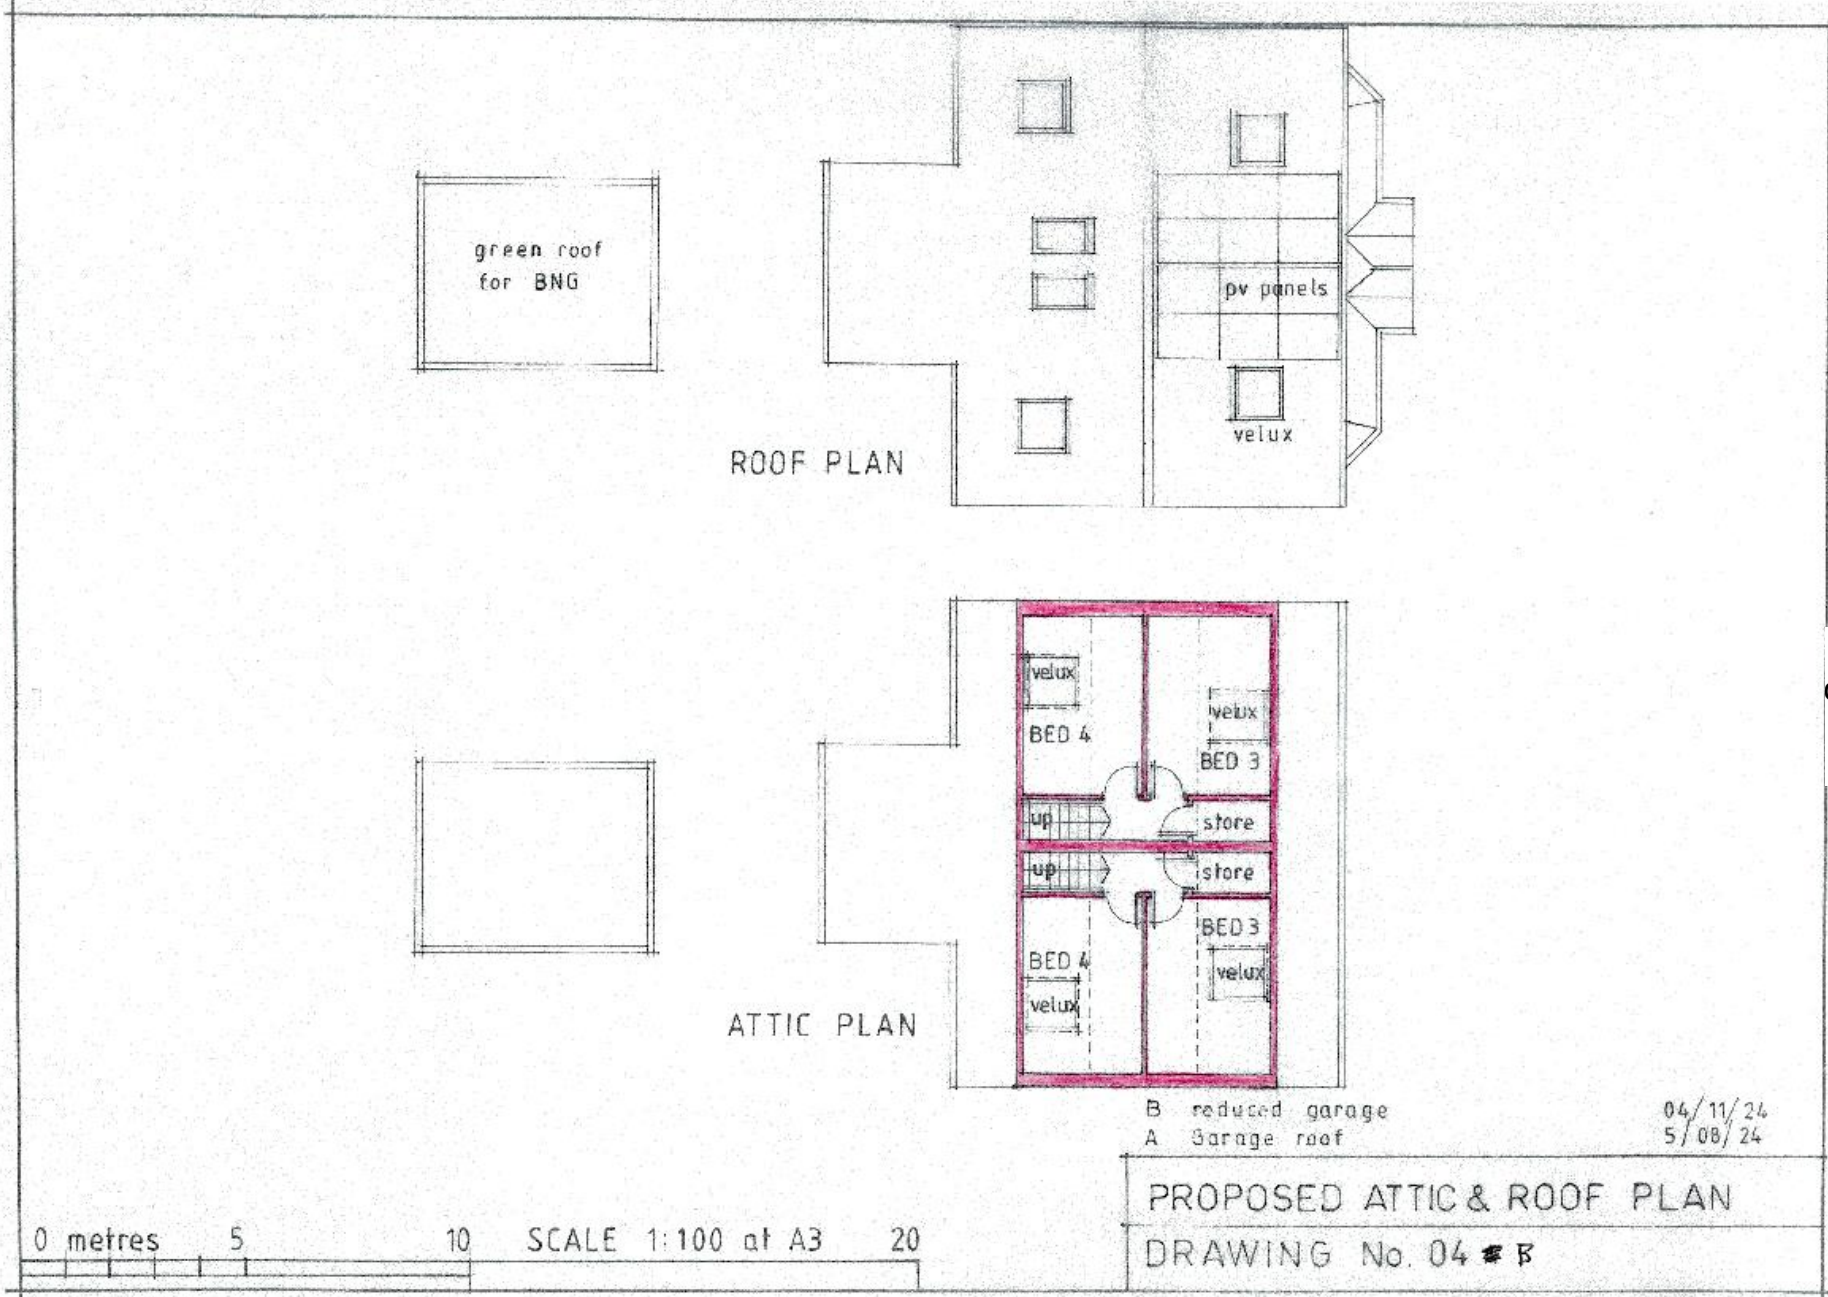 green roof
for BNG
pv panels
velux
ROOF PLAN
velux
velux
BED 4
BED 3
up
store
up
store
BED 3
BED 4
velux
velux
ATTIC PLAN
B reduced garage 04/11/24
A Garage roof 5/08/24
PROPOSED ATTIC & ROOF PLAN
0 metres 5 10 SCALE 1:100 at A3 20
DRAWING No. 04 B